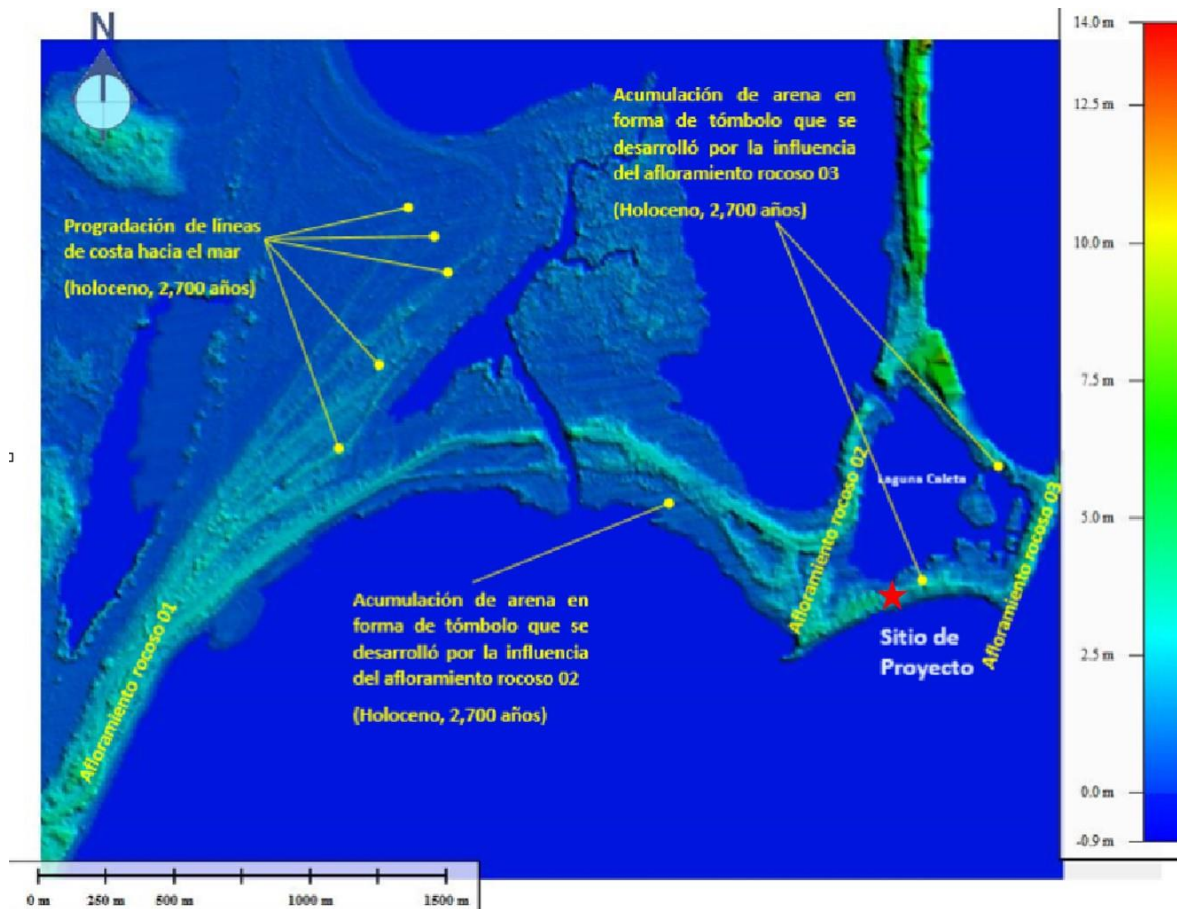 N
14.0 m
12.5 m
10.0 m
7.5 m
5.0 m
2.5 m
0.0 m
-0.9 m
Acumulación de arena en
forma de tómbolo que se
desarrolló por la influencia
del afloramiento rocoso 03
(Holoceno, 2,700 años)
Progradación de líneas
de costa hacia el mar
(holoceno, 2,700 años)
Afloramiento rocoso 02
Laguna Caleta
Afloramiento rocoso 03
Sitio de
Proyecto
Acumulación de arena en
forma de tómbolo que se
desarrolló por la influencia
del afloramiento rocoso 02
(Holoceno, 2,700 años)
Afloramiento rocoso 01
0 m 250 m 500 m 1000 m 1500 m